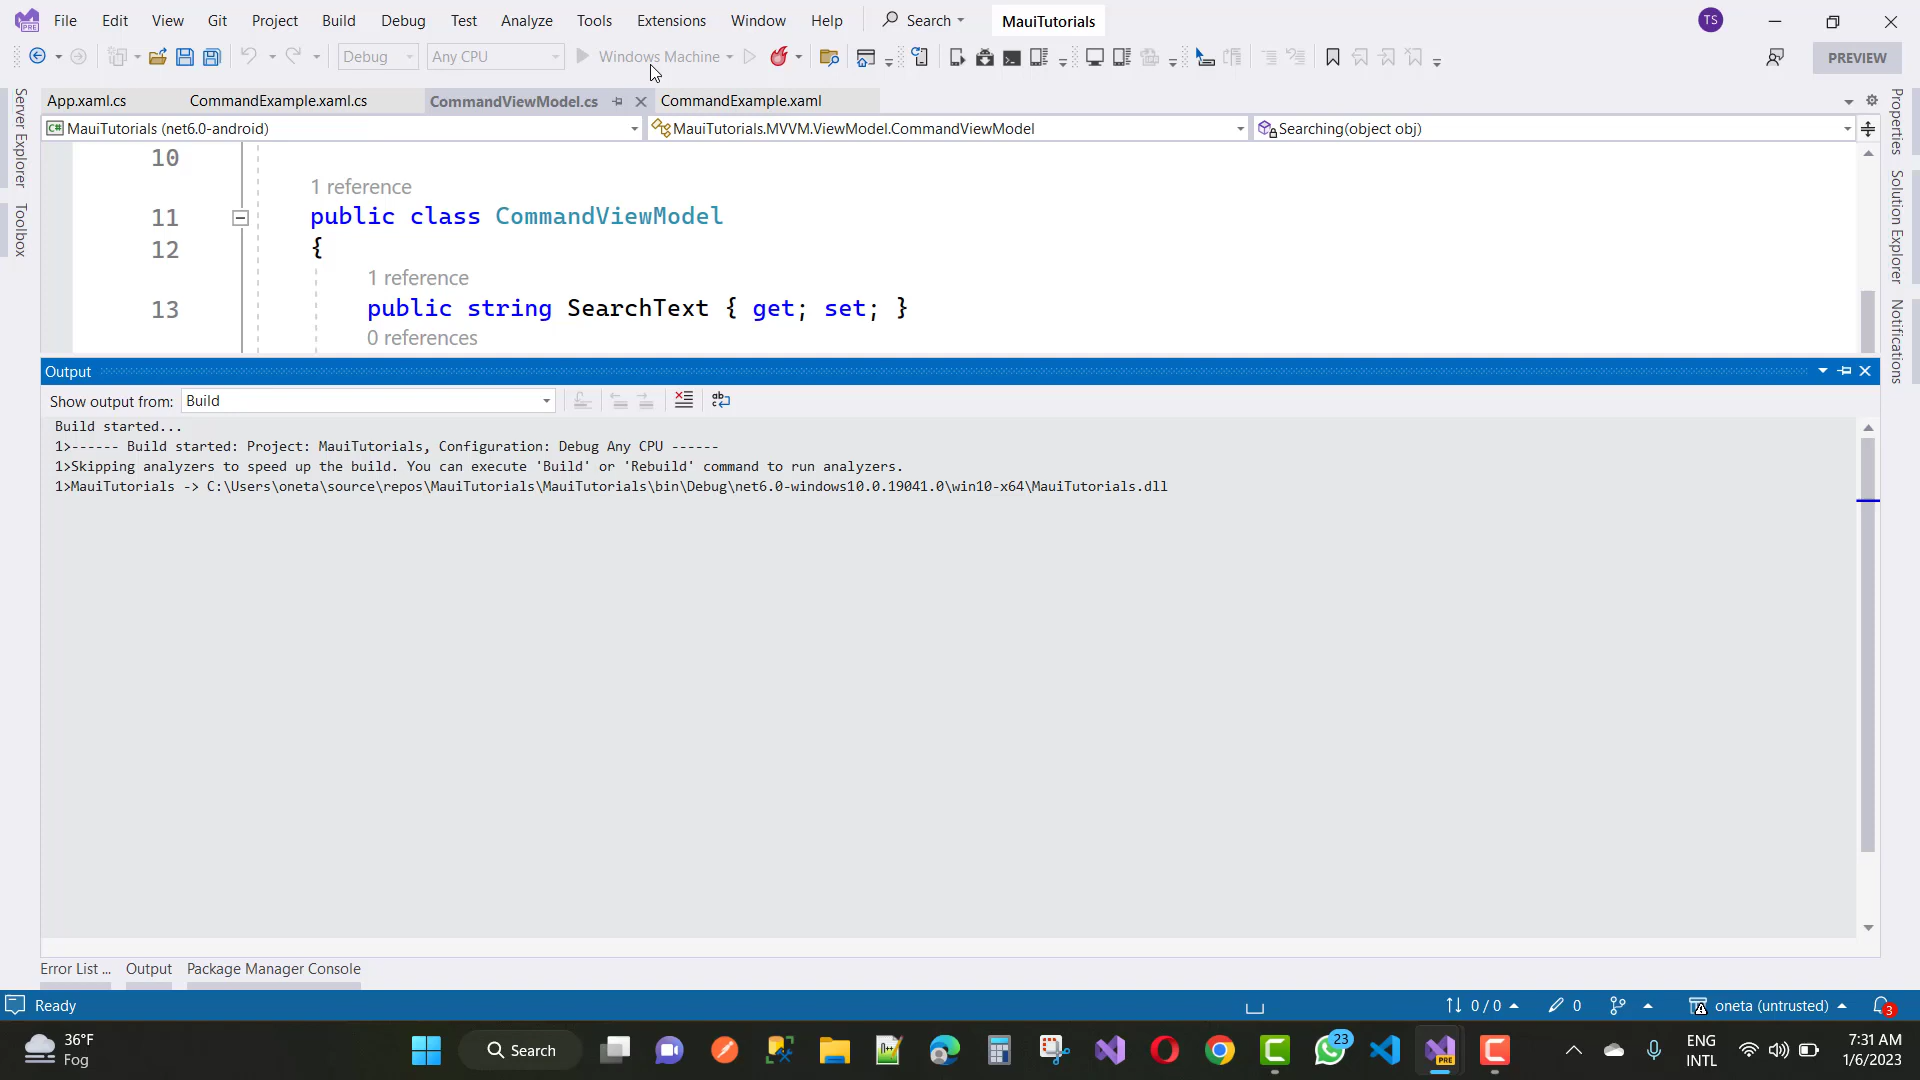 File Edit View Git Project Build Debug Test Analyze Tools Extensions Window Help Search MauiTutorials TS
Debug Any CPU Windows Machine PREVIEW
App.xaml.cs CommandExample.xaml.cs CommandViewModel.cs CommandExample.xaml
MauiTutorials (net6.0-android) MauiTutorials.MVVM.ViewModel.CommandViewModel Searching(object obj)
Server Explorer
Toolbox
Properties
Solution Explorer
Notifications
10
1 reference
11 public class CommandViewModel
12 {
1 reference
13 public string SearchText { get; set; }
0 references
Output
Show output from: Build
Build started...
1>------ Build started: Project: MauiTutorials, Configuration: Debug Any CPU ------
1>Skipping analyzers to speed up the build. You can execute 'Build' or 'Rebuild' command to run analyzers.
1>MauiTutorials -> C:\Users\oneta\source\repos\MauiTutorials\MauiTutorials\bin\Debug\net6.0-windows10.0.19041.0\win10-x64\MauiTutorials.dll
Error List ... Output Package Manager Console
Ready 0 / 0 0 oneta (untrusted) 3
36°F
Fog
Search
23
PRE
ENG
INTL
7:31 AM
1/6/2023